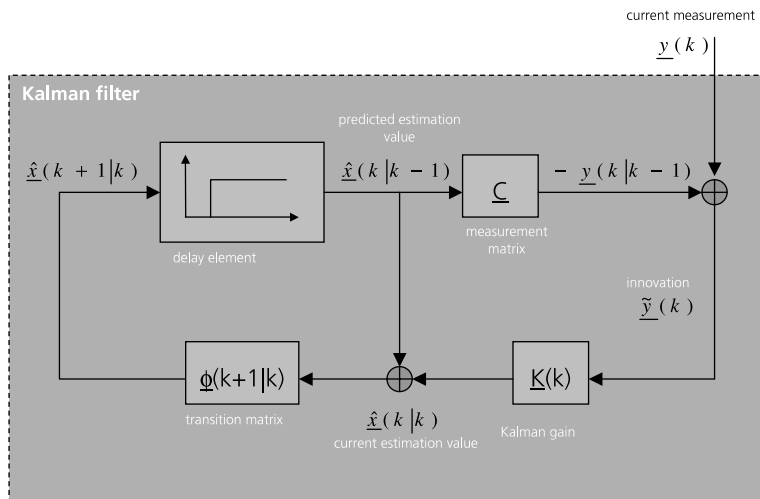 current measurement
y(k)
Kalman filter
predicted estimation
value
x̂(k + 1|k)
x̂(k|k − 1)
C
− y(k|k − 1)
delay element
measurement
matrix
innovation
ỹ(k)
ϕ(k+1|k)
K(k)
transition matrix
x̂(k|k)
current estimation value
Kalman gain